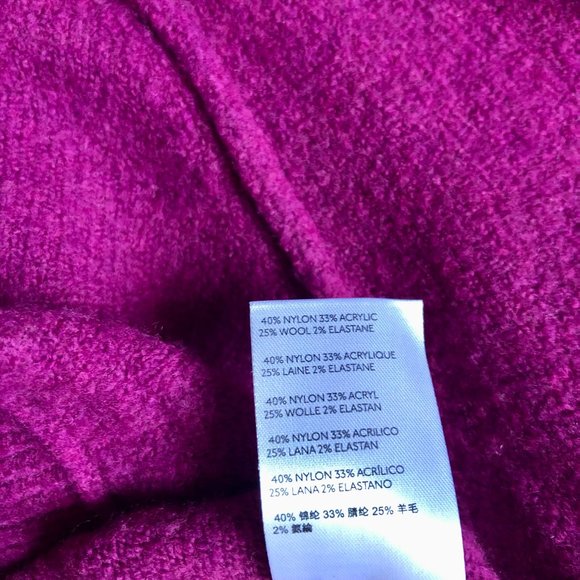 40% NYLON 33% ACRYLIC
25% WOOL 2% ELASTANE
40% NYLON 33% ACRYLIQUE
25% LAINE 2% ELASTANE
40% NYLON 33% ACRYL
25% WOLLE 2% ELASTAN
40% NYLON 33% ACRILICO
25% LANA 2% ELASTAN
40% NYLON 33% ACRÍLICO
25% LANA 2% ELASTANO
40% 锦纶 33% 腈纶 25% 羊毛
2% 氨纶